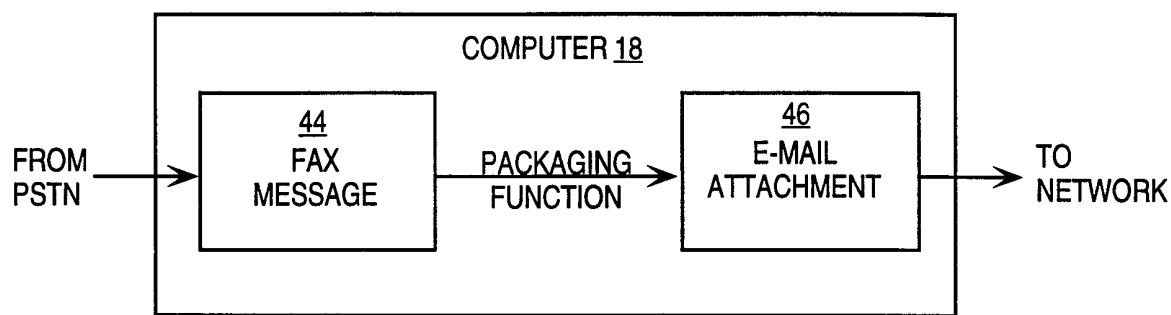 COMPUTER 18
FROM
PSTN
44
FAX
MESSAGE
PACKAGING
FUNCTION
46
E-MAIL
ATTACHMENT
TO
NETWORK